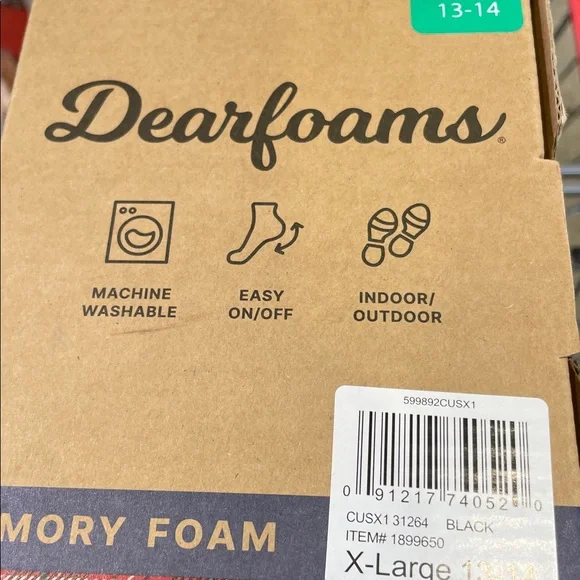 13-14
Dearfoams®
MACHINE
WASHABLE
EASY
ON/OFF
INDOOR/
OUTDOOR
599892CUSX1
0 91217 74052 0
CUSX1 31264 BLACK
ITEM# 1899650
X-Large
MORY FOAM